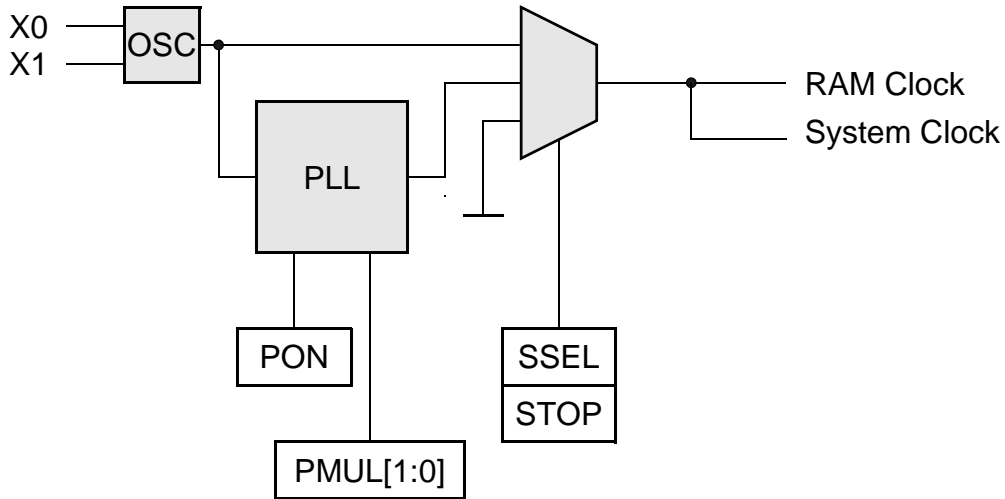 X0
X1
OSC
RAM Clock
System Clock
PLL
PON
SSEL
STOP
PMUL[1:0]